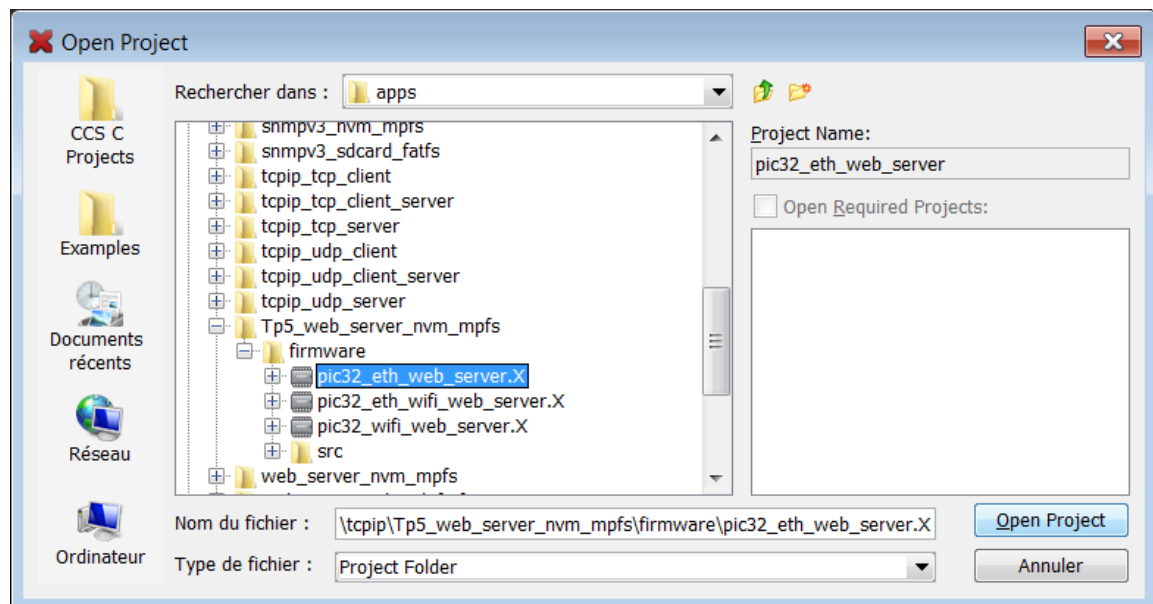 Open Project
Rechercher dans :
apps
CCS C
Projects
Examples
Documents
récents
Réseau
Ordinateur
snmpv3_nvm_mpfs
snmpv3_sdcard_fatfs
tcpip_tcp_client
tcpip_tcp_client_server
tcpip_tcp_server
tcpip_udp_client
tcpip_udp_client_server
tcpip_udp_server
Tp5_web_server_nvm_mpfs
firmware
pic32_eth_web_server.X
pic32_eth_wifi_web_server.X
pic32_wifi_web_server.X
src
web_server_nvm_mpfs
Project Name:
pic32_eth_web_server
Open Required Projects:
Nom du fichier :
\tcpip\Tp5_web_server_nvm_mpfs\firmware\pic32_eth_web_server.X
Open Project
Type de fichier :
Project Folder
Annuler